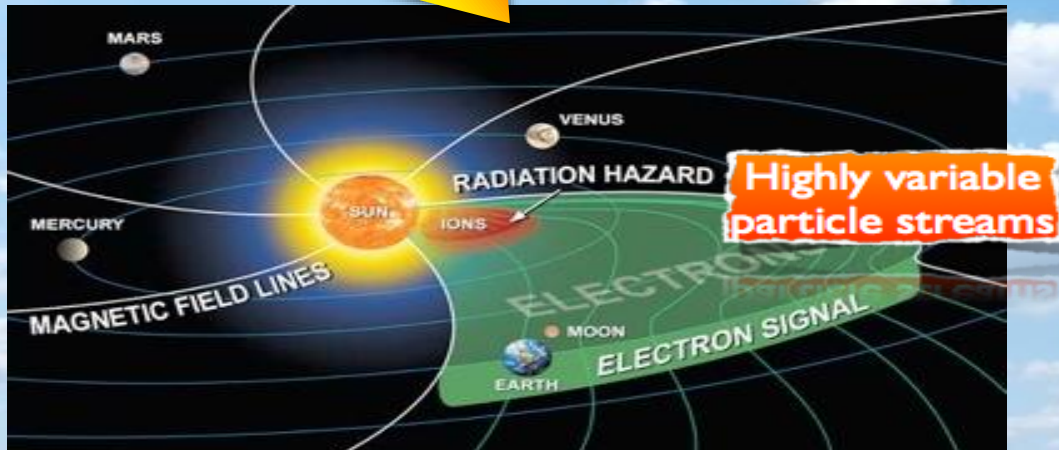 MARS
VENUS
RADIATION HAZARD
Highly variable
particle streams
SUN
IONS
MERCURY
ELECTRONS
MAGNETIC FIELD LINES
MOON
ELECTRON SIGNAL
EARTH